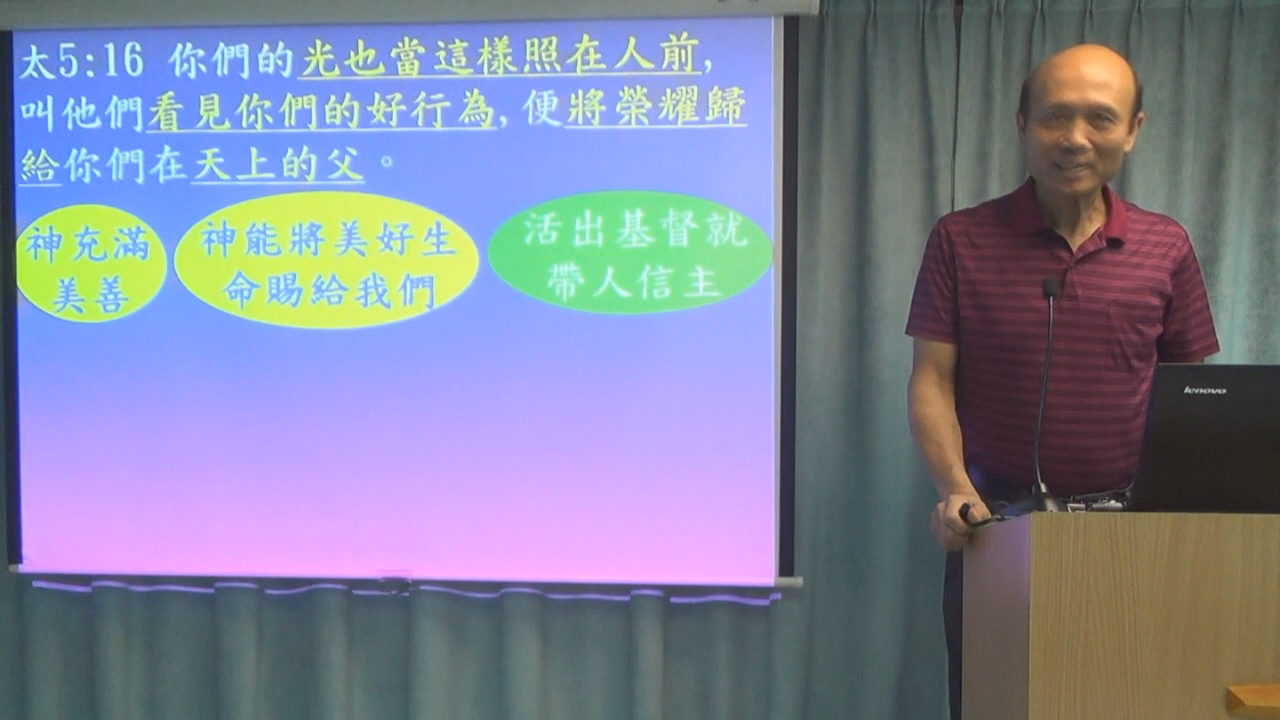 太5:16 你們的光也當這樣照在人前,
叫他們看見你們的好行為, 便將榮耀歸
給你們在天上的父。
神充滿
美善
神能將美好生
命賜給我們
活出基督就
帶人信主
lenovo